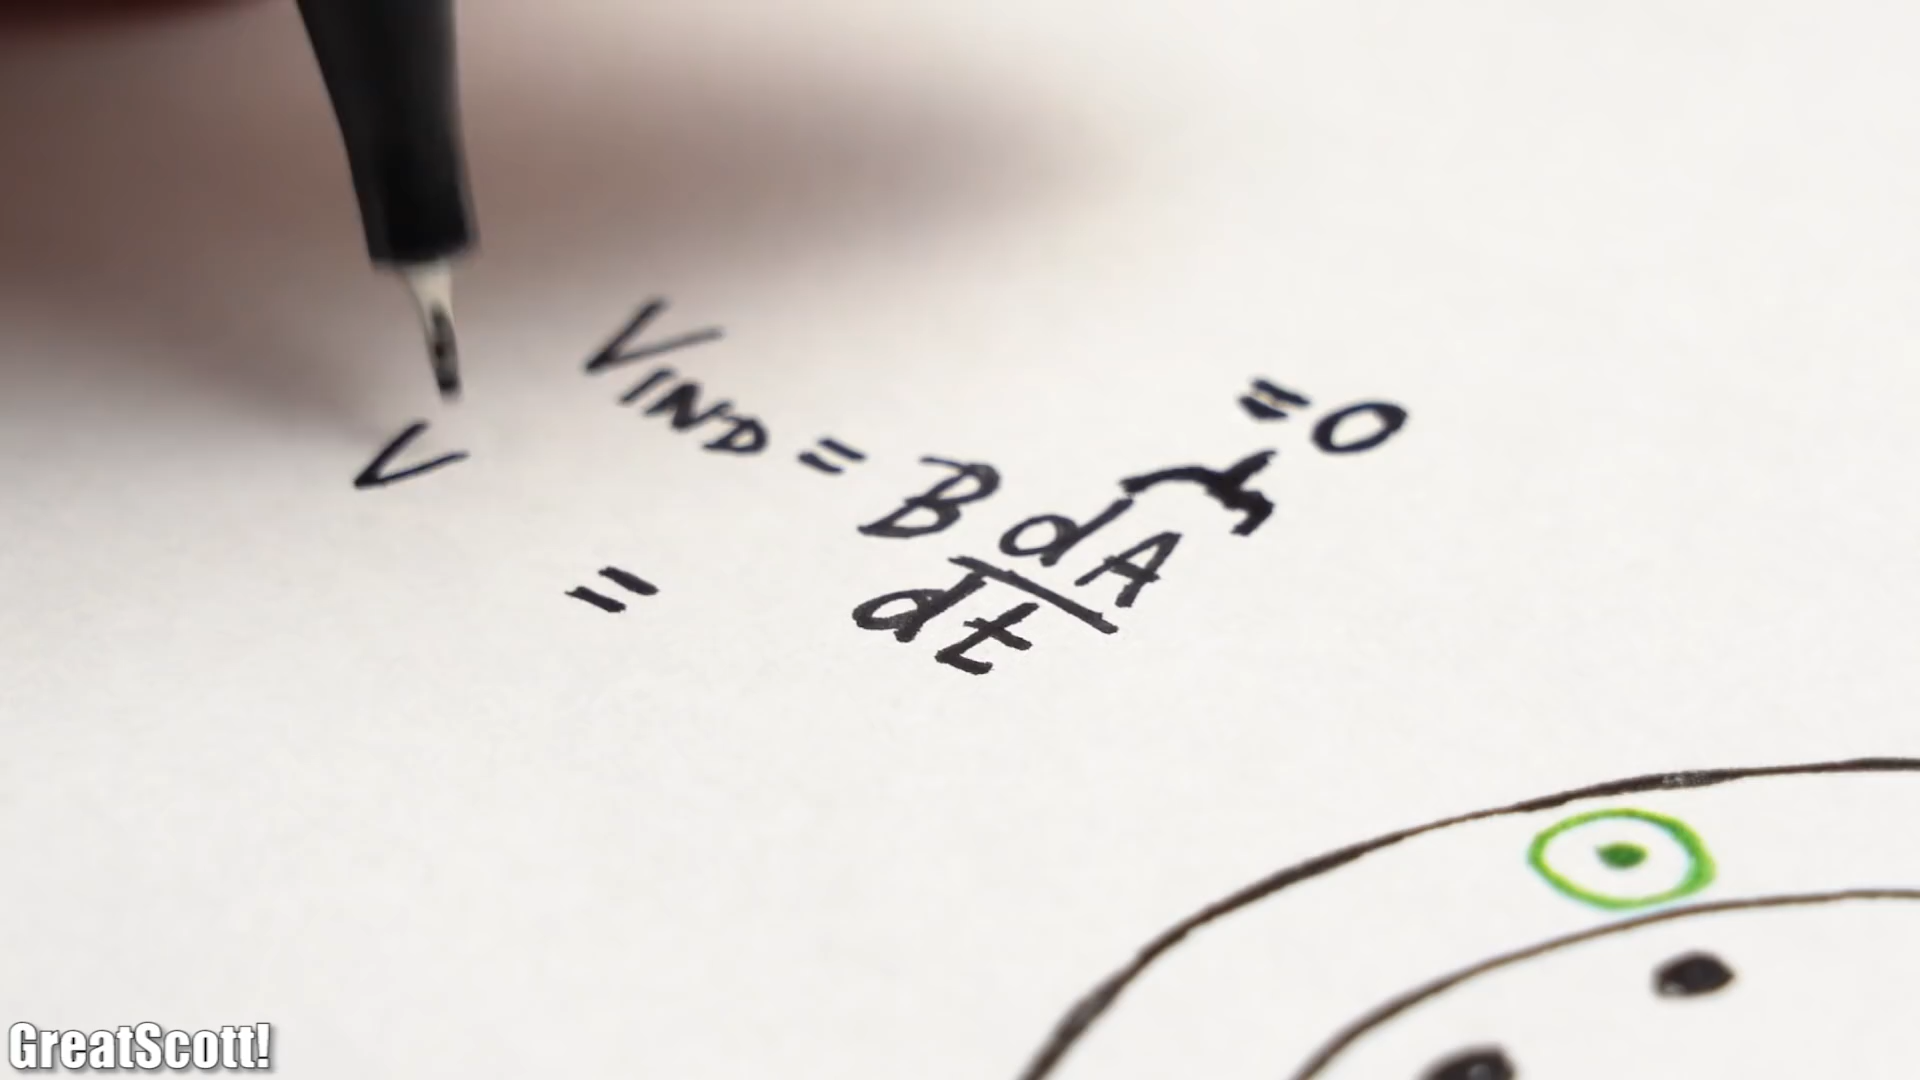 =0
VIND = B dA
dt
V =
GreatScott!